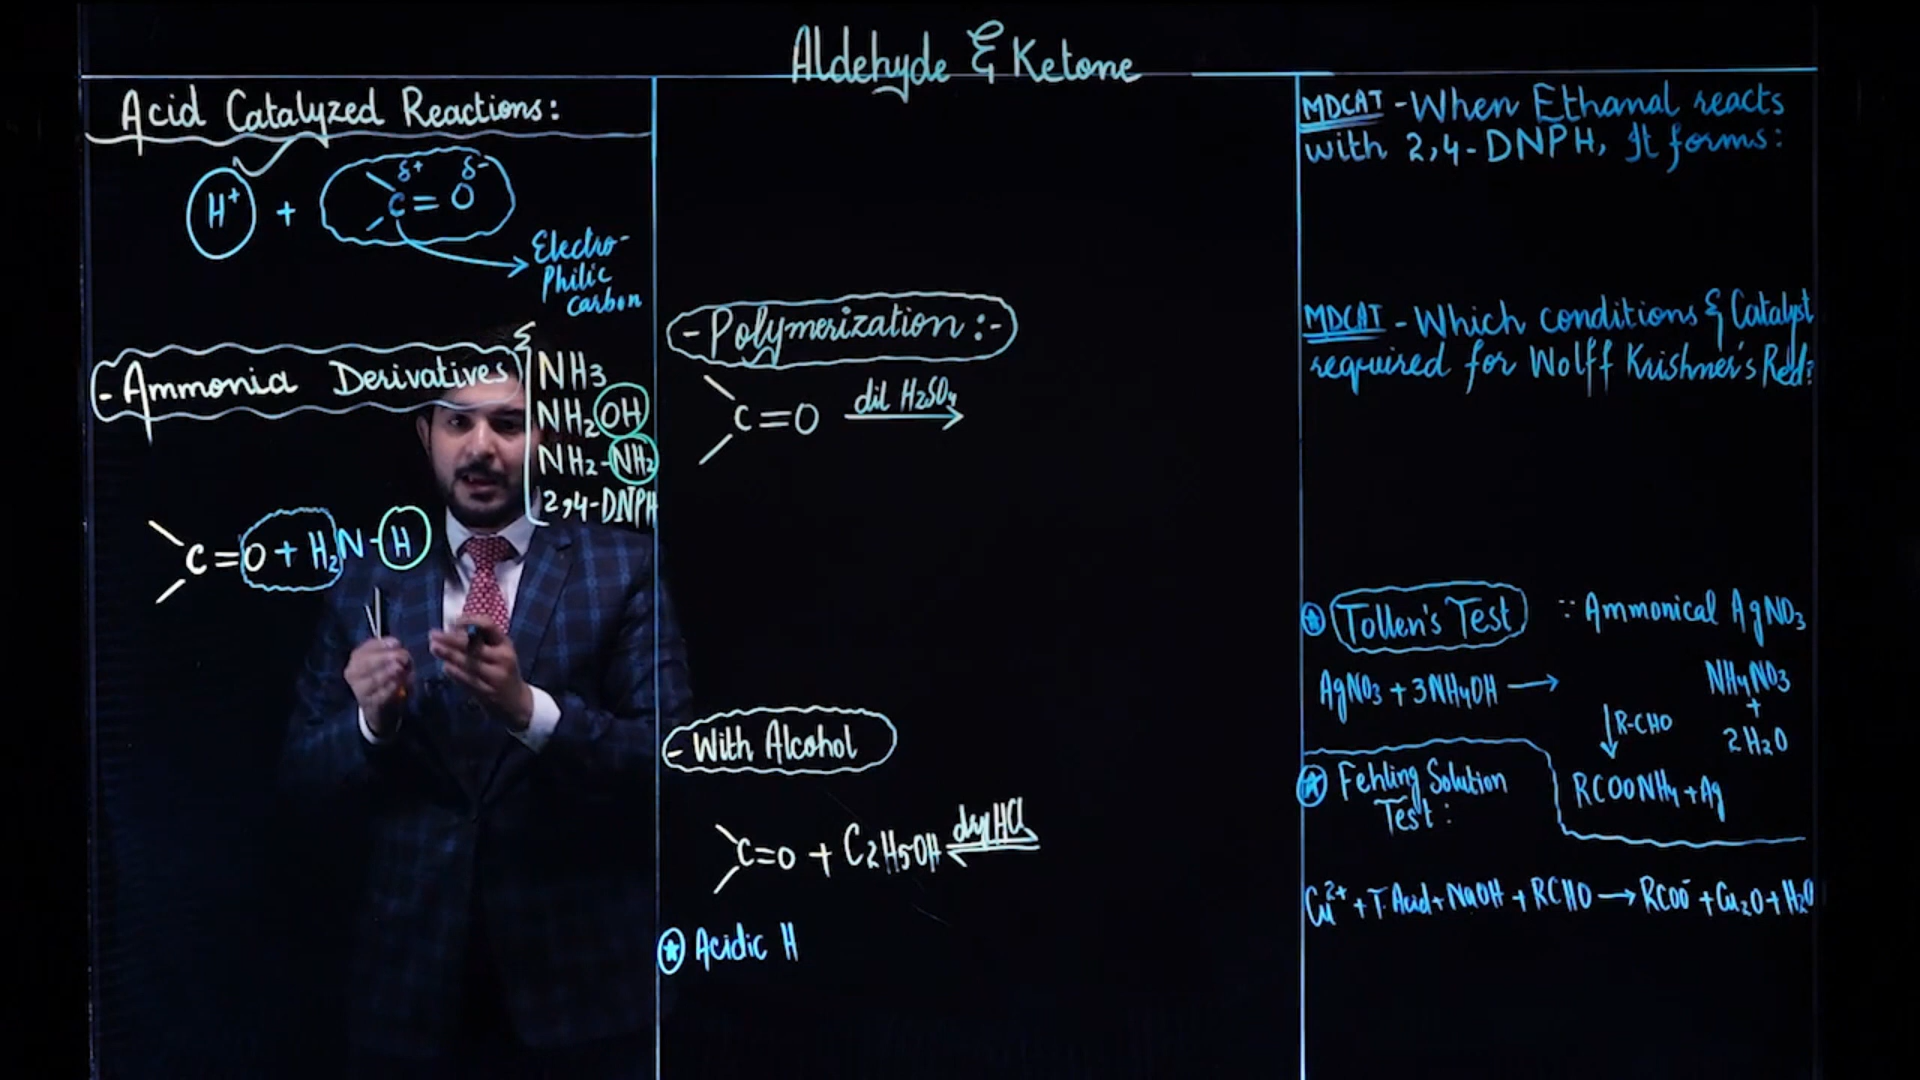 Aldehyde & Ketone
Acid Catalyzed Reactions:
δ+ δ-
H+ + C = O
Electro-
Philic
Carbon
- Ammonia Derivatives
NH3
NH2OH
NH2-NH2
2,4-DNPH
C=O + H2N-H
- Polymerization :-
C=O dil H2SO4
- With Alcohol
C=O + C2H5OH dry HCl
Acidic H
MDCAT - When Ethanal reacts
with 2,4-DNPH, It forms:
MDCAT - Which conditions & Catalyst
required for Wolff Krishner's Red?
Tollen's Test ∵ Ammonical AgNO3
AgNO3 + 3NH4OH → NH4NO3
+
2H2O
↓ R-CHO
RCOONH4 + Ag
Fehling Solution
Test:
Cu2+ + T.Acid + NaOH + RCHO → RCOO- + Cu2O + H2O